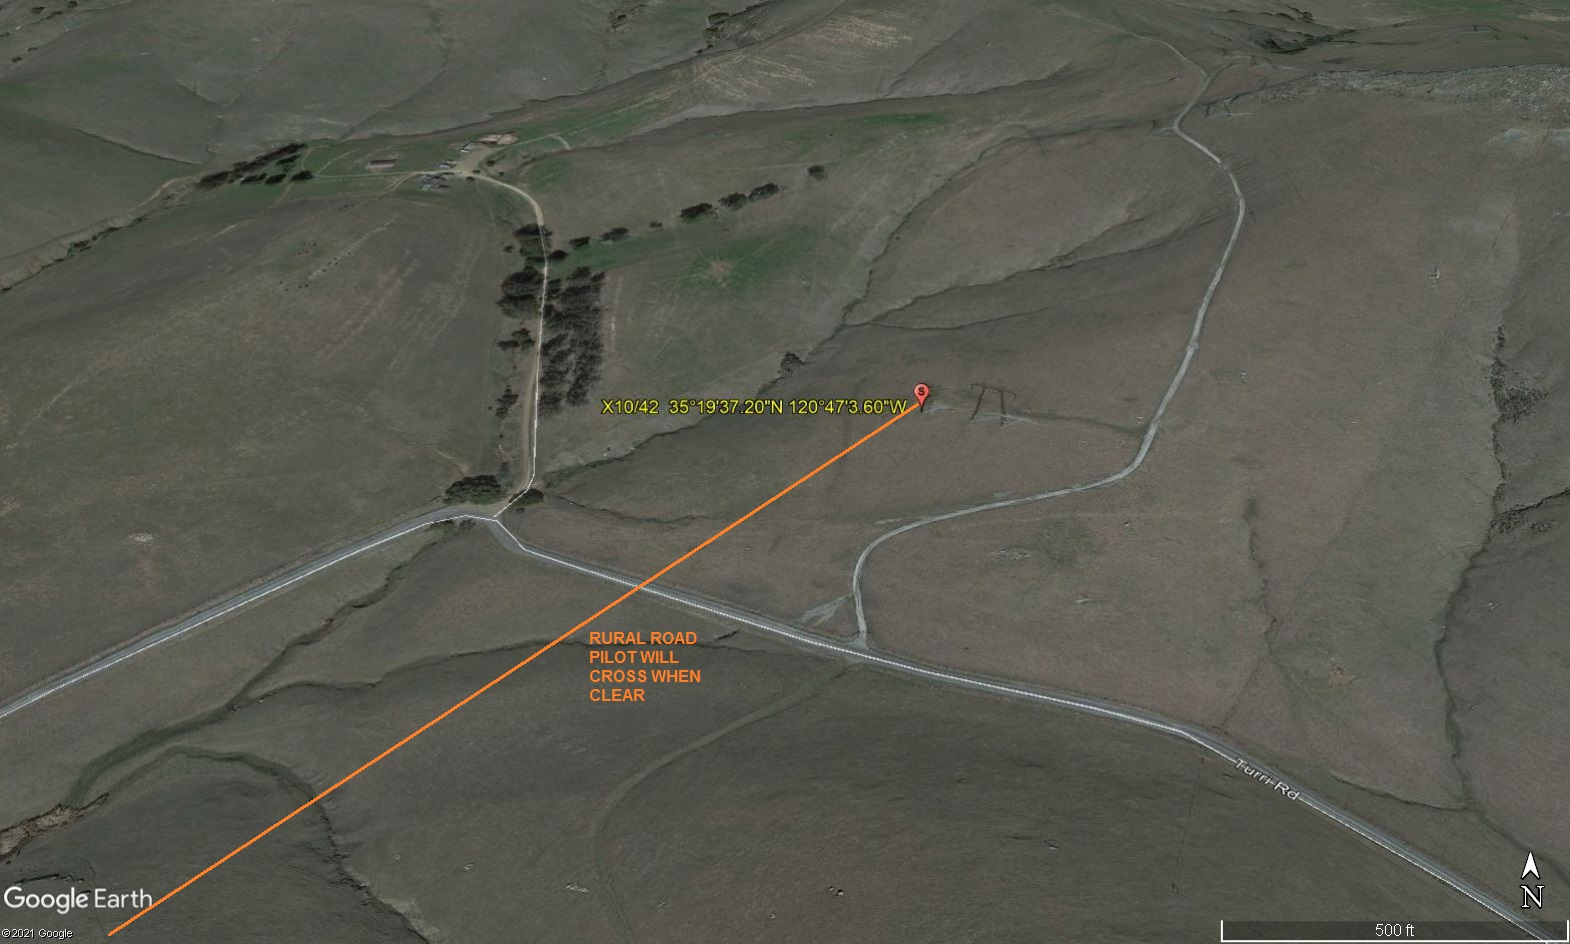 S
X10/42 35°19'37.20"N 120°47'3.60"W
RURAL ROAD
PILOT WILL
CROSS WHEN
CLEAR
Turri Rd
Google Earth
©2021 Google
N
500 ft